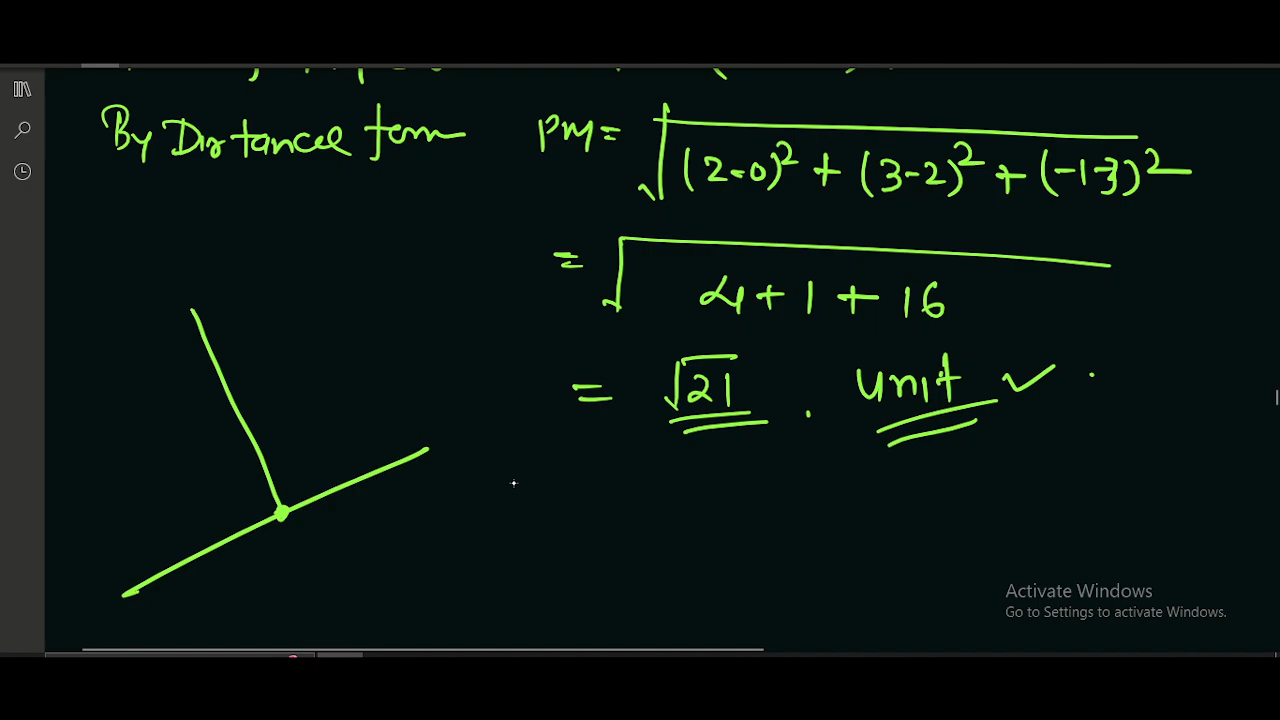 By Distance form PM= √(2-0)² + (3-2)² + (-1-3)²
= √4+1+16
= √21 . unit ✓ .
Activate Windows
Go to Settings to activate Windows.